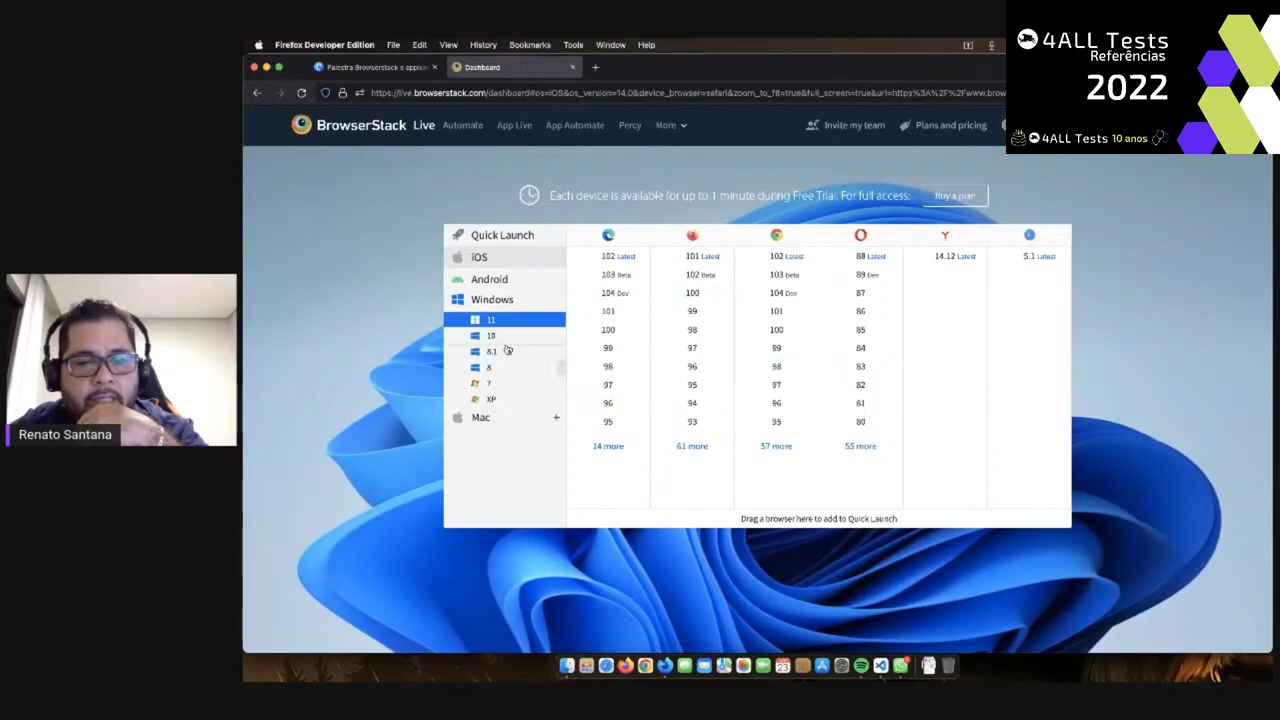 Firefox Developer Edition File Edit View History Bookmarks Tools Window Help
4ALL Tests
Referências
2022
4ALL Tests 10 anos
Palestra Browserstack e appium
Dashboard
https://live.browserstack.com/dashboard#os=iOS&os_version=14.0&device_browser=safari&zoom_to_fit=true&full_screen=true&url=https%3A%2F%2Fwww.brow
BrowserStack Live Automate App Live App Automate Percy More Invite my team Plans and pricing
Each device is available for up to 1 minute during Free Trial. For full access: Buy a plan
Quick Launch
iOS
Android
Windows
11
10
8.1
8
7
XP
Mac +
102 Latest 101 Latest 102 Latest 88 Latest 14.12 Latest 5.1 Latest
103 Beta 102 Beta 103 Beta 89 Dev
104 Dev 100 104 Dev 87
101 99 101 86
100 98 100 85
99 97 99 84
98 96 98 83
97 95 97 82
96 94 96 81
95 93 95 80
14 more 61 more 57 more 55 more
Drag a browser here to add to Quick Launch
Renato Santana
23